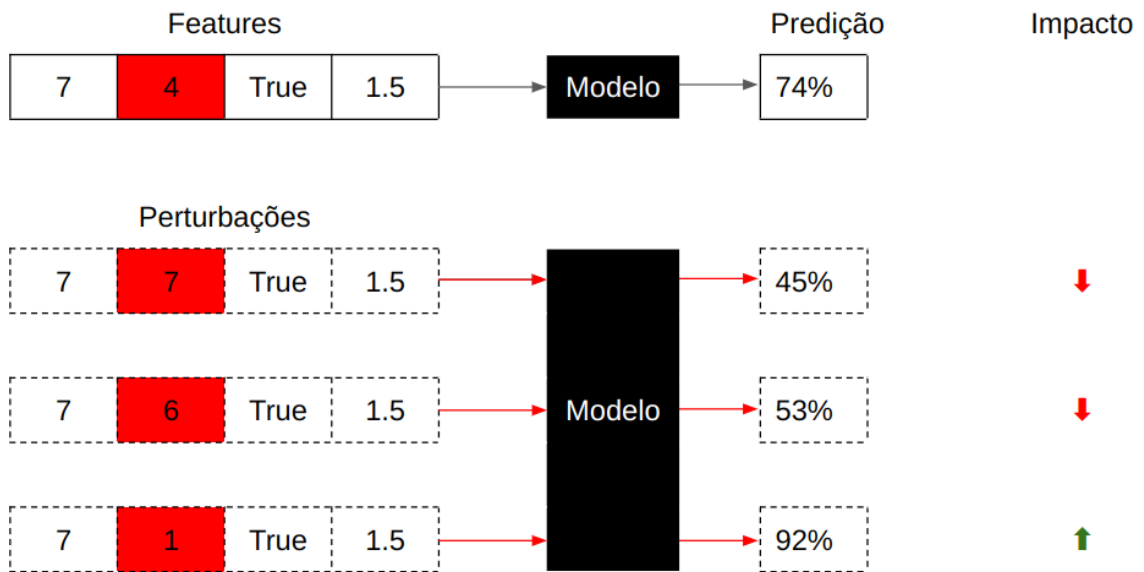 Features Predição Impacto
7 4 True 1.5 Modelo 74%
Perturbações
7 7 True 1.5 45%
7 6 True 1.5 Modelo 53%
7 1 True 1.5 92%